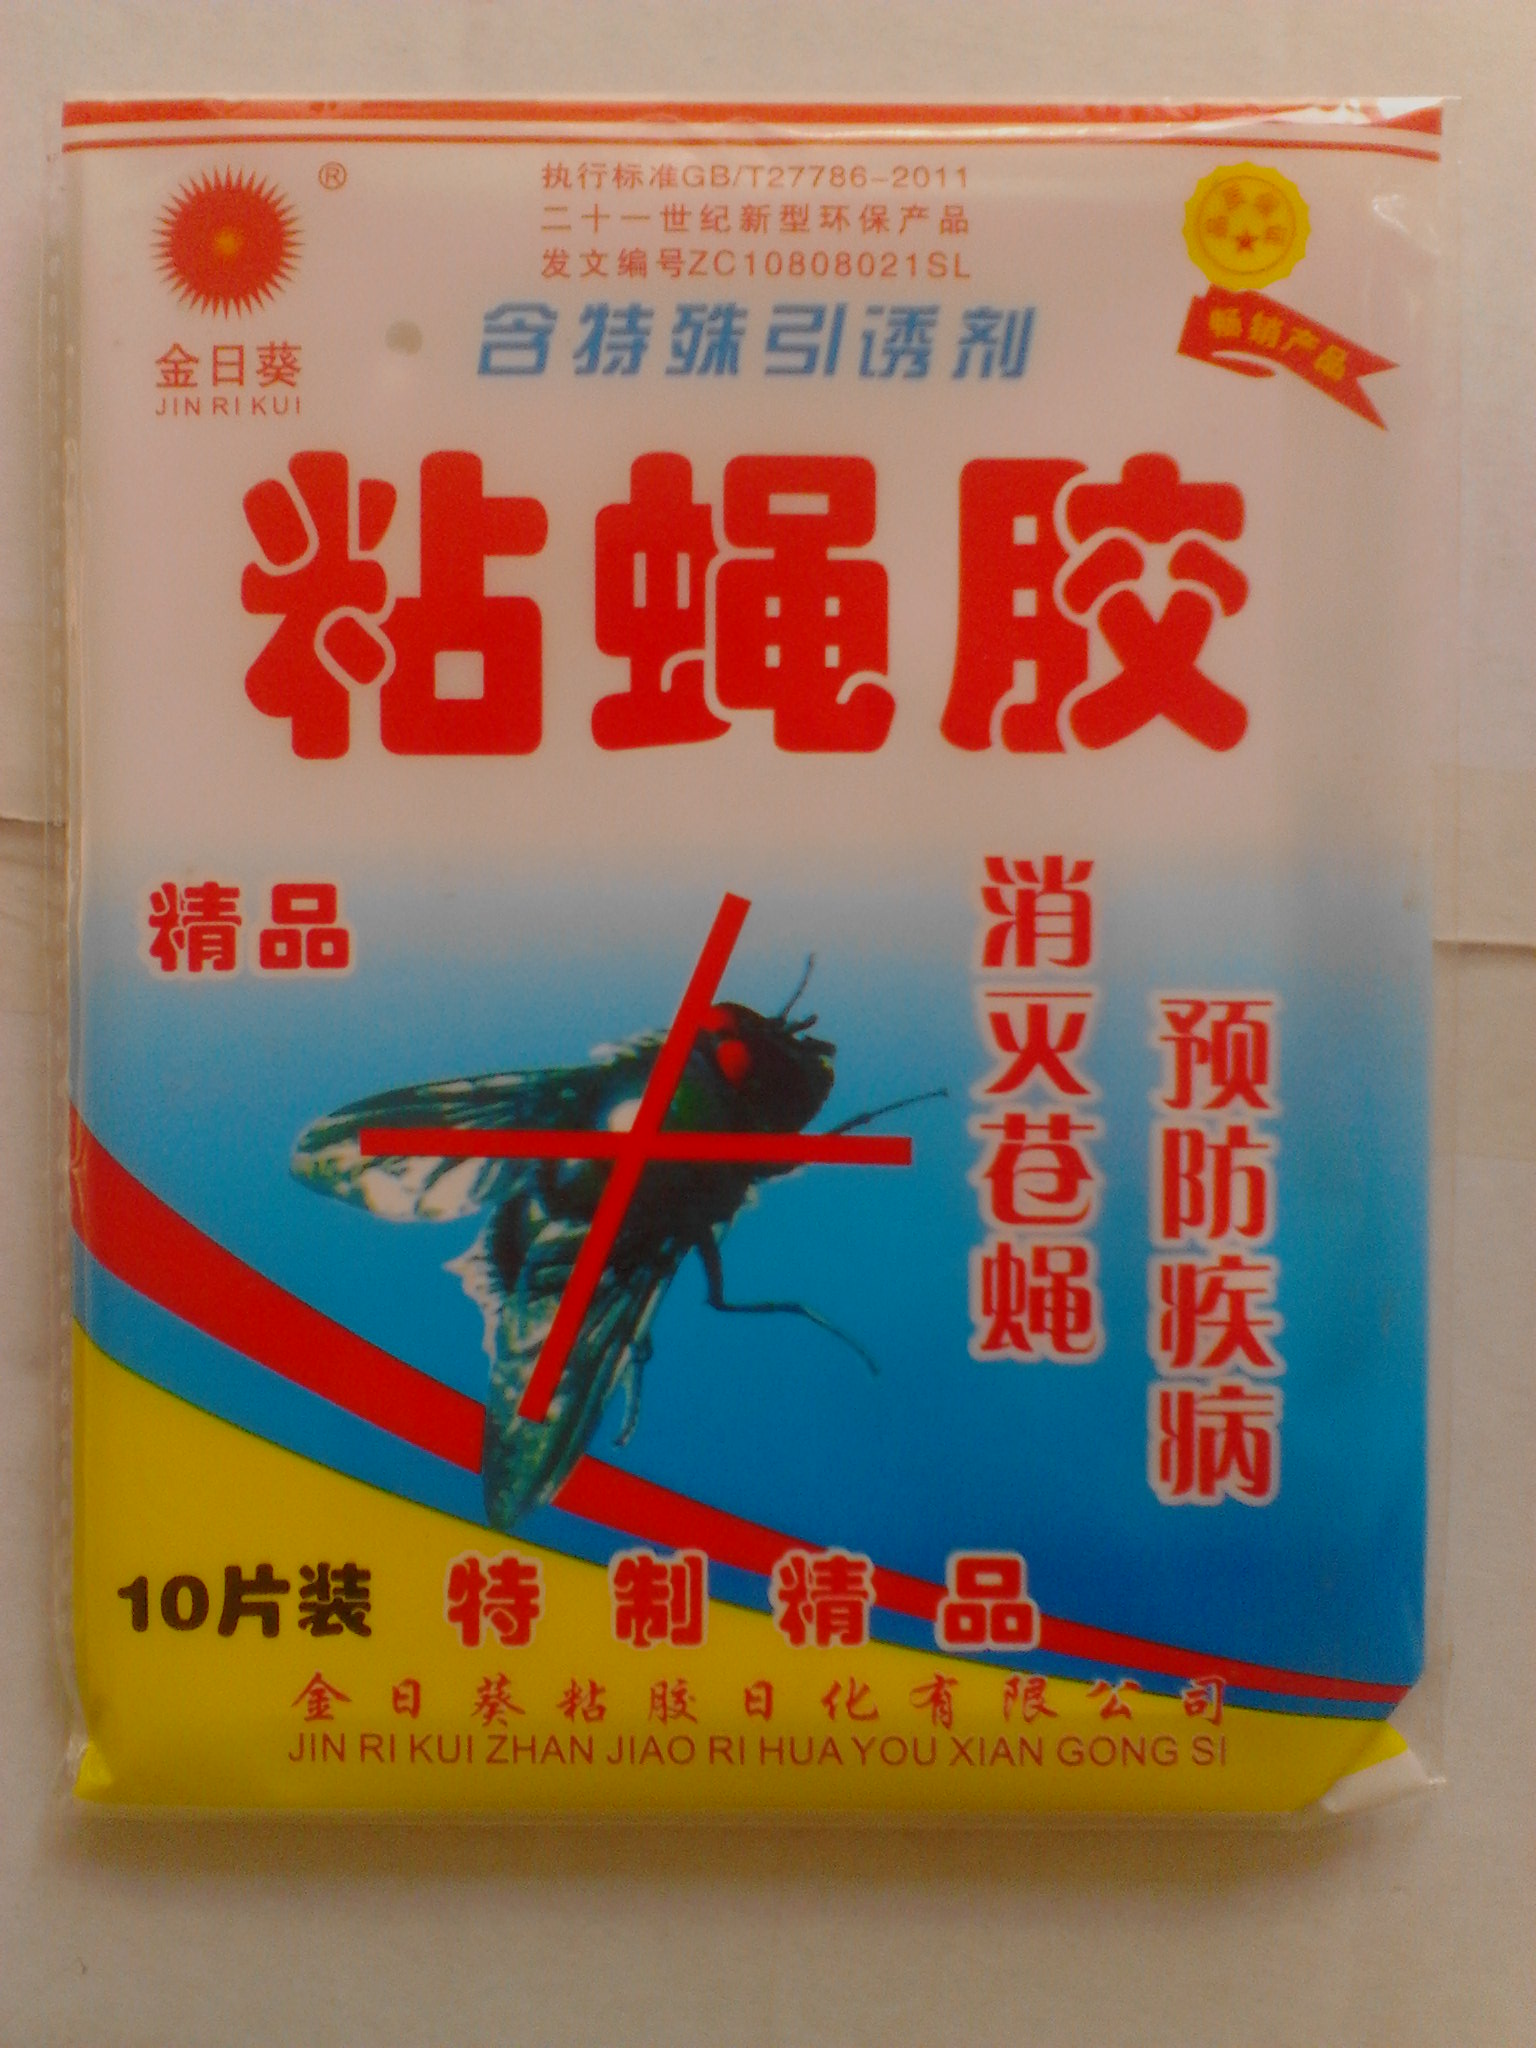 ®
执行标准GB/T27786-2011
二十一世纪新型环保产品
发文编号ZC10808021SL
金日葵
JIN RI KUI
含特殊引诱剂
畅销产品
粘蝇胶
精品
消灭苍蝇
预防疾病
10片装
特制精品
金日葵粘胶日化有限公司
JIN RI KUI ZHAN JIAO RI HUA YOU XIAN GONG SI